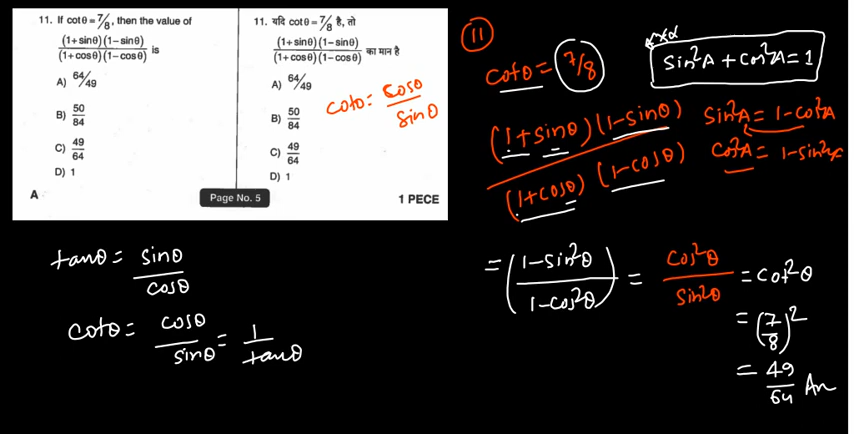 11. If cotθ = 7/8, then the value of
(1+sinθ)(1−sinθ)
(1+cosθ)(1−cosθ) is
A) 64/49
B) 50/84
C) 49/64
D) 1
A
11. यदि cotθ = 7/8 है, तो
(1+sinθ)(1−sinθ)
(1+cosθ)(1−cosθ) का मान है
A) 64/49
B) 50/84
C) 49/64
D) 1
Page No. 5
1 PECE
cotθ = cosθ/sinθ
tanθ = sinθ/cosθ
cotθ = cosθ/sinθ = 1/tanθ
11
cotθ = 7/8
sin²A + cos²A = 1
(1+sinθ)(1−sinθ)
(1+cosθ)(1−cosθ)
sin²A = 1−cos²A
cos²A = 1−sin²
= (1−sin²θ/1−cos²θ) = cos²θ/sin²θ = cot²θ
= (7/8)²
= 49/64 An